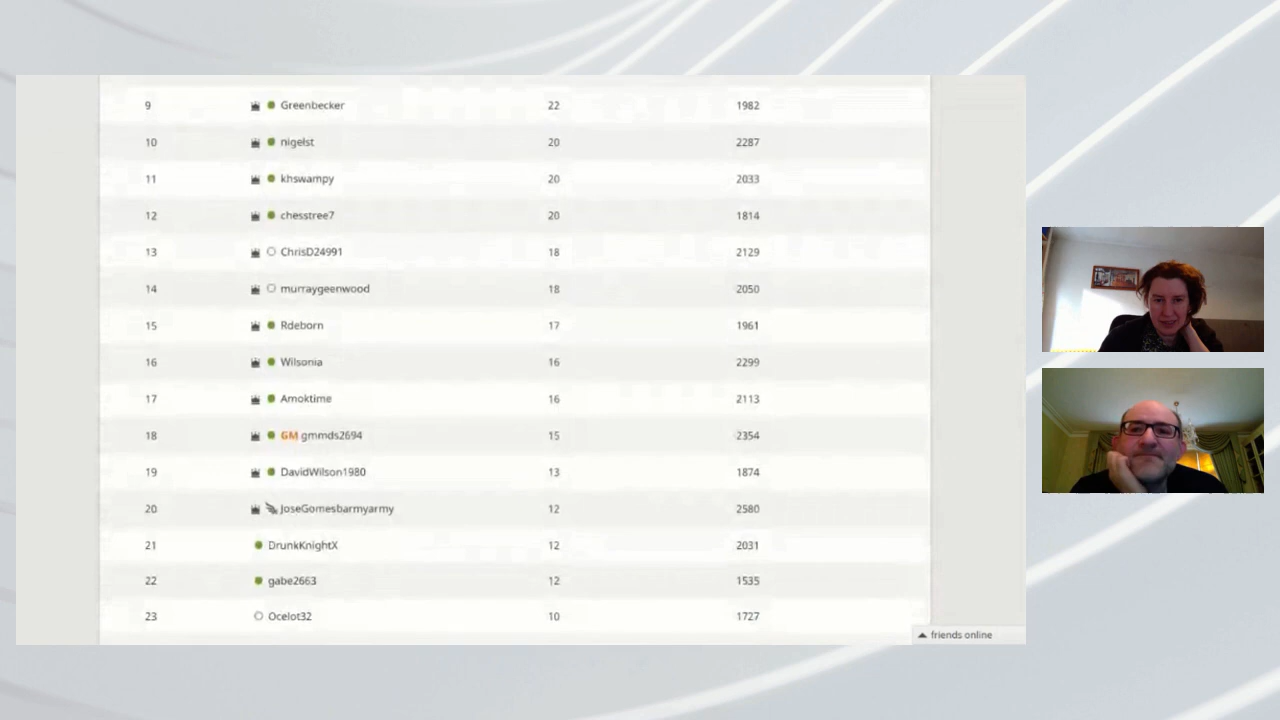 9 Greenbecker 22 1982
10 nigelst 20 2287
11 khswampy 20 2033
12 chesstree7 20 1814
13 ChrisD24991 18 2129
14 murraygeenwood 18 2050
15 Rdeborn 17 1961
16 Wilsonia 16 2299
17 Amoktime 16 2113
18 GM gmmds2694 15 2354
19 DavidWilson1980 13 1874
20 JoseGomesbarmyarmy 12 2580
21 DrunkKnightX 12 2031
22 gabe2663 12 1535
23 Ocelot32 10 1727
friends online